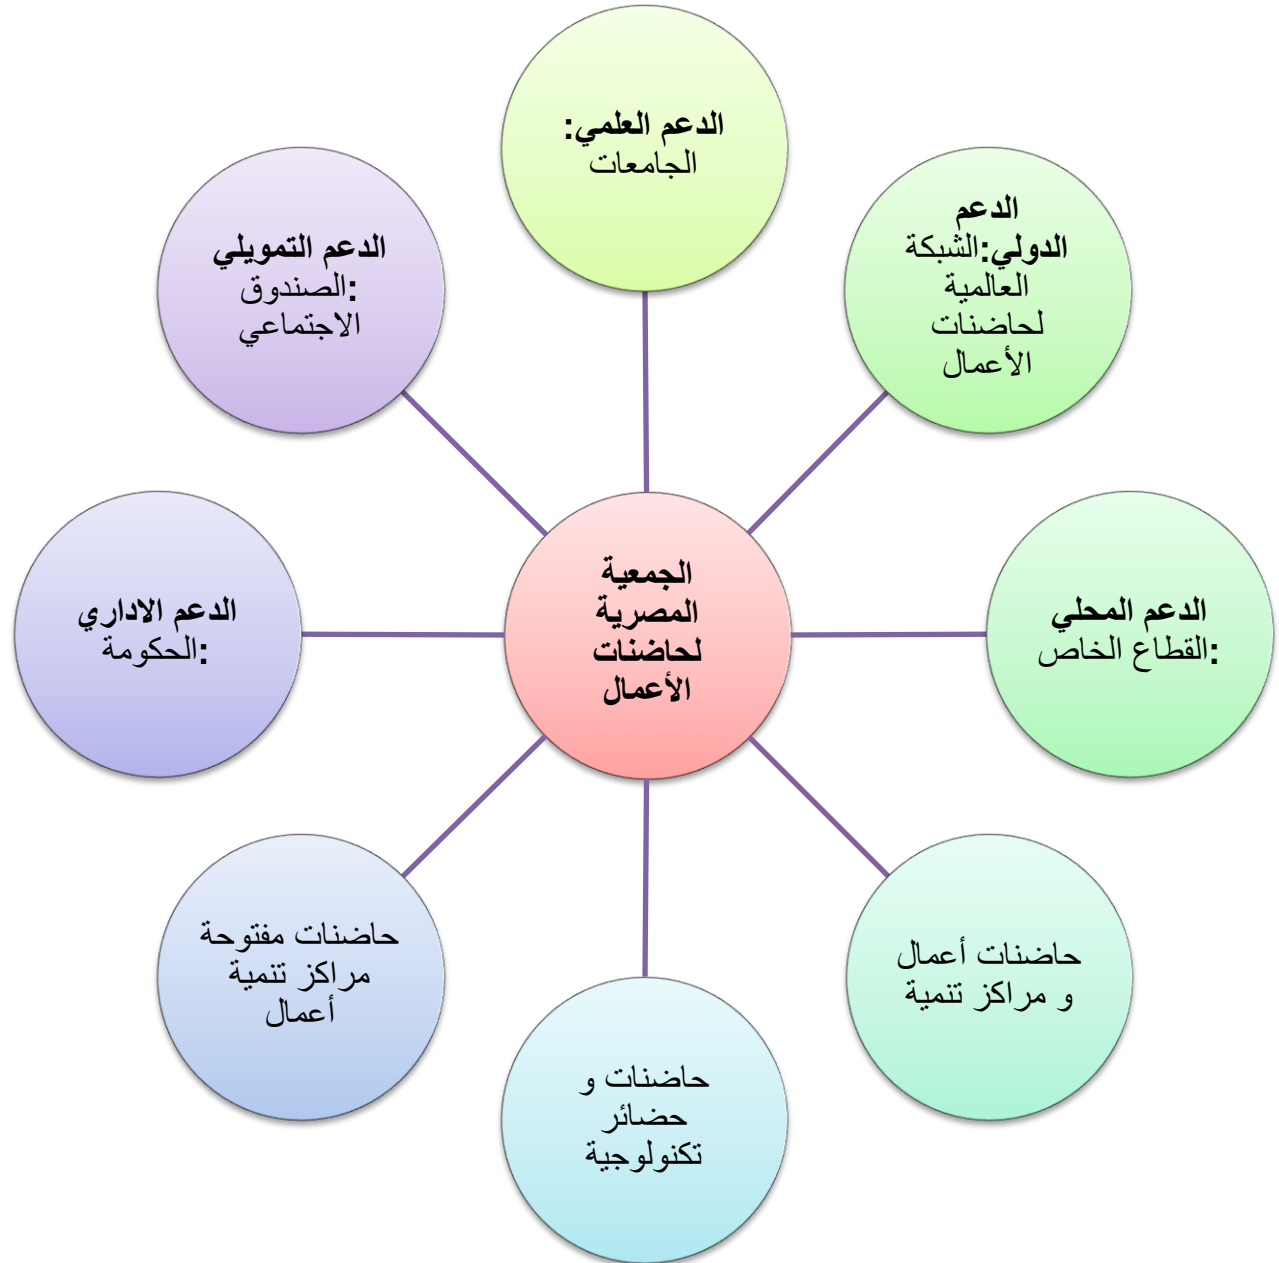 الدعم العلمي:
الجامعات
الدعم
الدولي:الشبكة
العالمية
لحاضنات
الأعمال
الدعم المحلي
:القطاع الخاص
حاضنات أعمال
و مراكز تنمية
حاضنات و
حضائر
تكنولوجية
حاضنات مفتوحة
مراكز تنمية
أعمال
الدعم الاداري
:الحكومة
الدعم التمويلي
:الصندوق
الاجتماعي
الجمعية
المصرية
لحاضنات
الأعمال